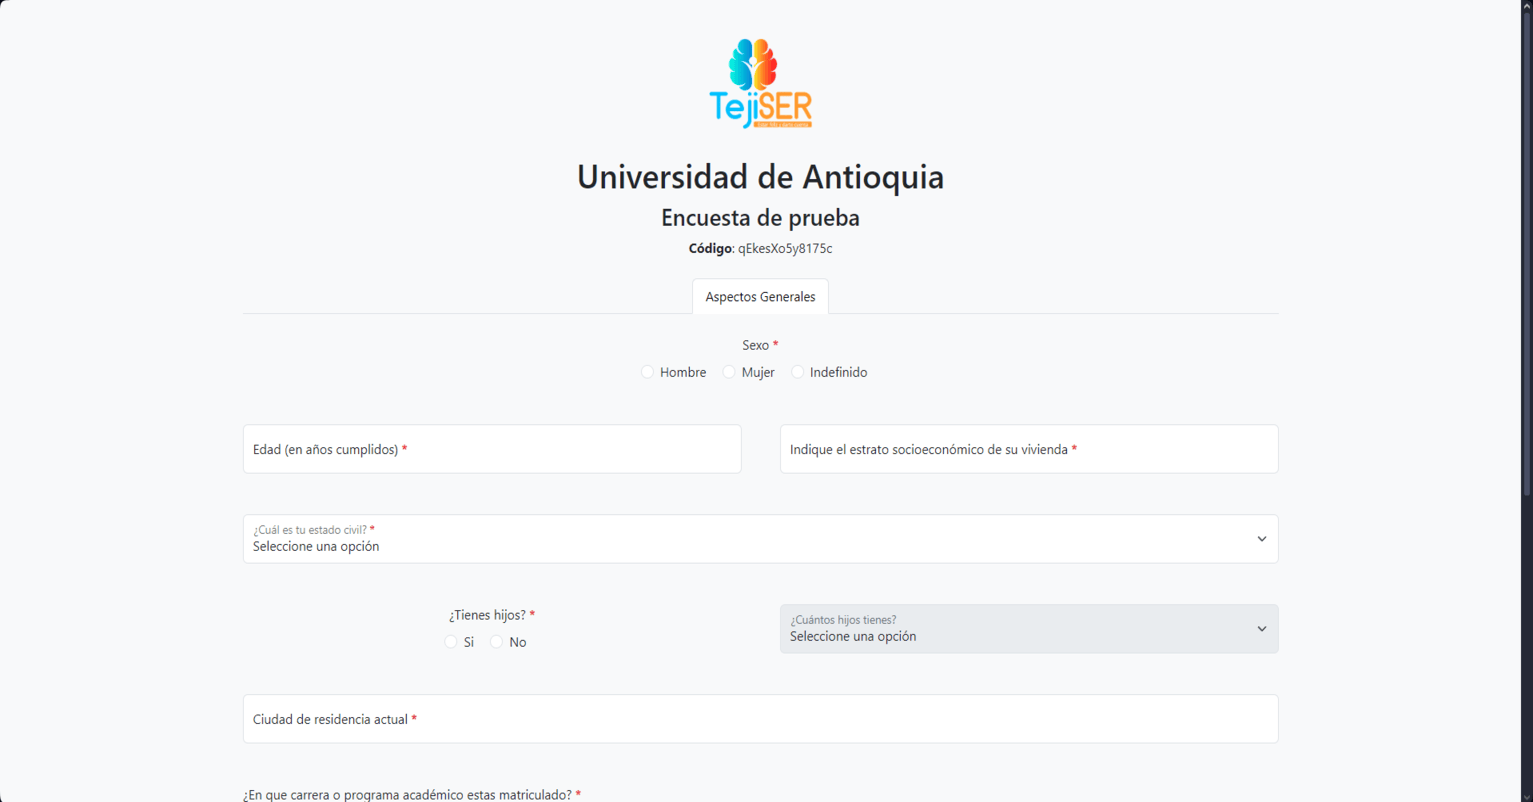 TejiSER
Universidad de Antioquia
Encuesta de prueba
Código: qEkesXo5y8175c
Aspectos Generales
Sexo *
Hombre Mujer Indefinido
Edad (en años cumplidos) *
Indique el estrato socioeconómico de su vivienda *
¿Cuál es tu estado civil? *
Seleccione una opción
¿Tienes hijos? *
Si No
¿Cuántos hijos tienes?
Seleccione una opción
Ciudad de residencia actual *
¿En que carrera o programa académico estas matriculado? *